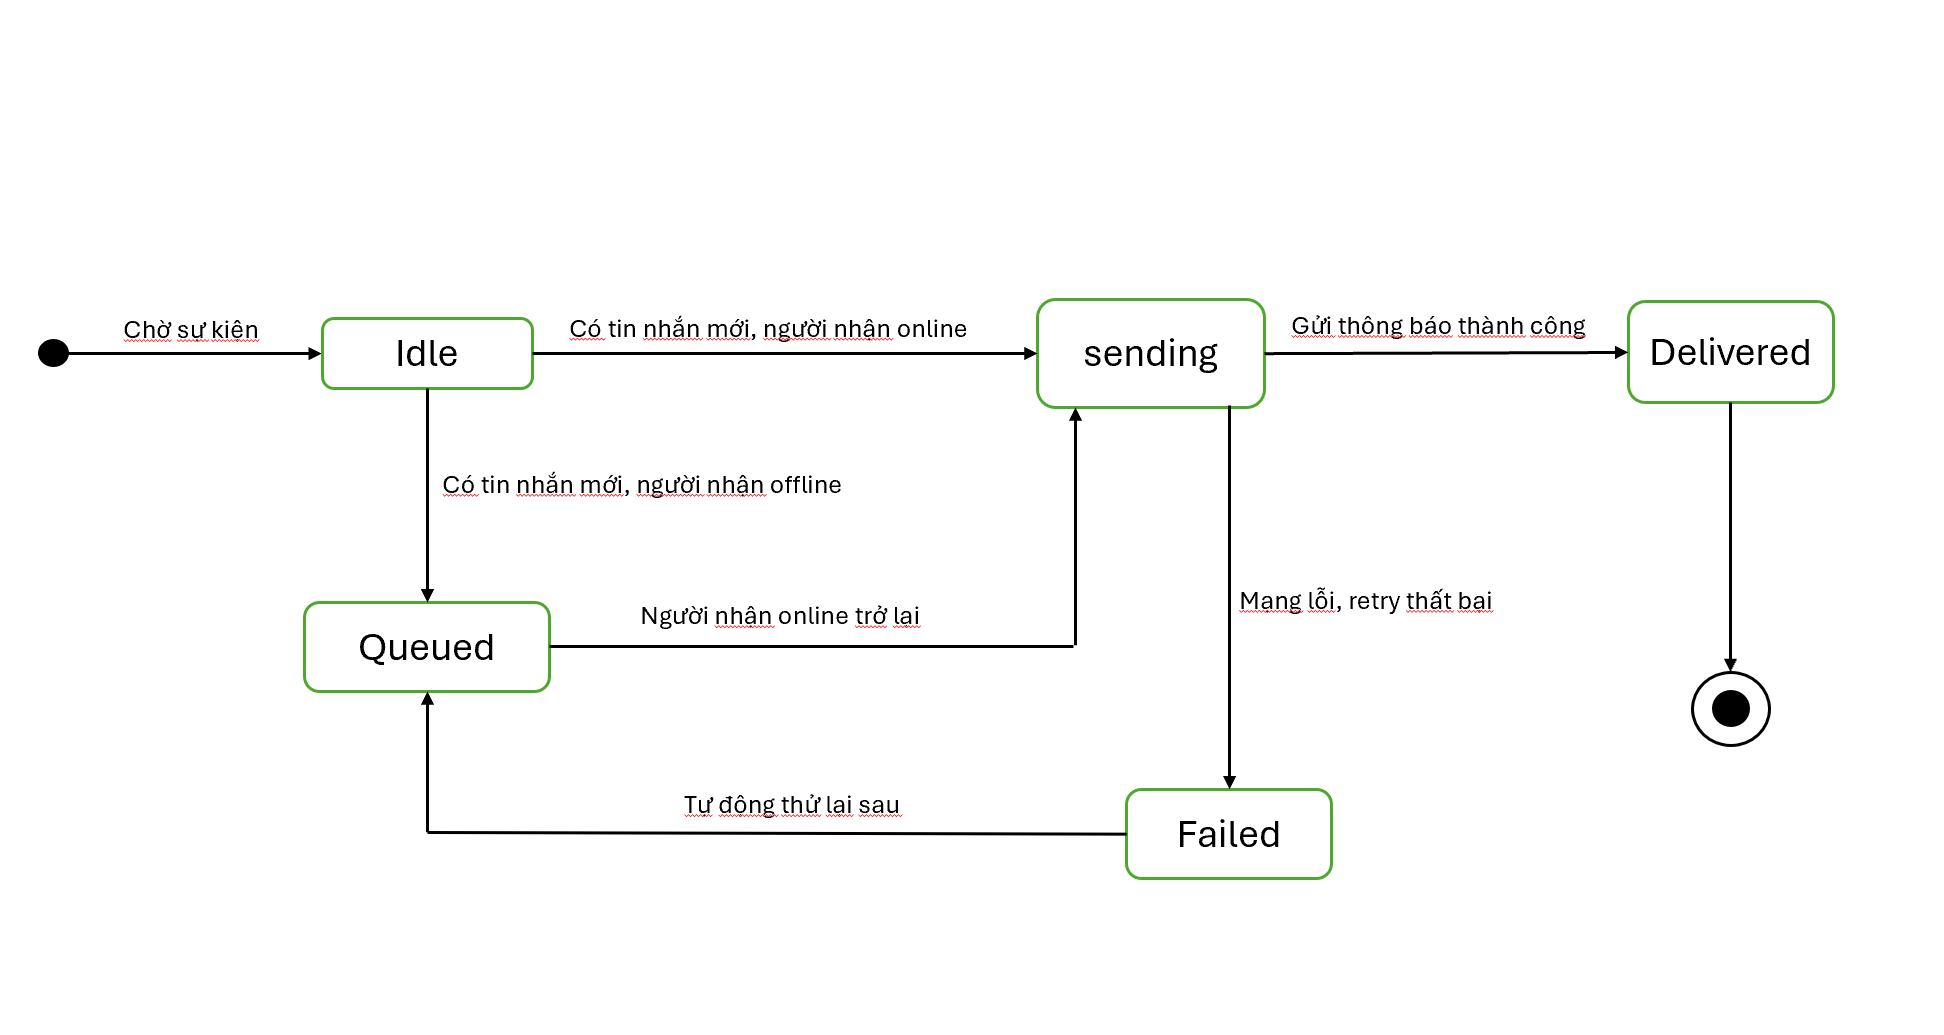 Chờ sự kiện
Idle
Có tin nhắn mới, người nhận online
sending
Gửi thông báo thành công
Delivered
Có tin nhắn mới, người nhận offline
Queued
Người nhận online trở lại
Mạng lỗi, retry thất bại
Tự động thử lại sau
Failed